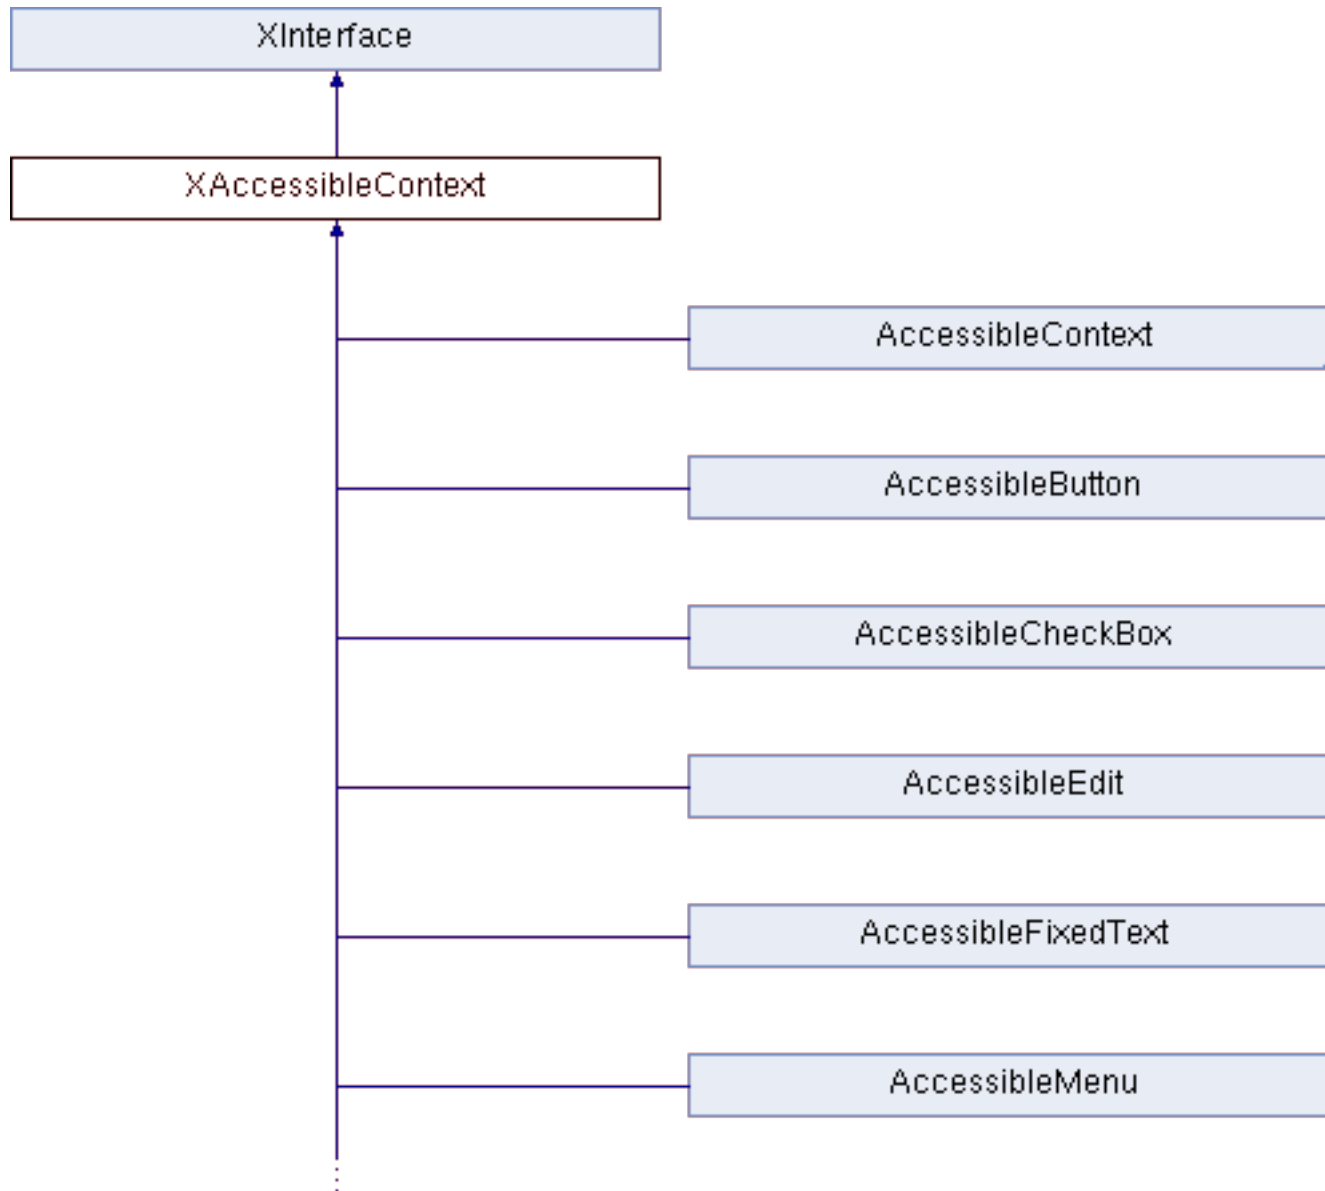 XInterface
XAccessibleContext
AccessibleContext
AccessibleButton
AccessibleCheckBox
AccessibleEdit
AccessibleFixedText
AccessibleMenu